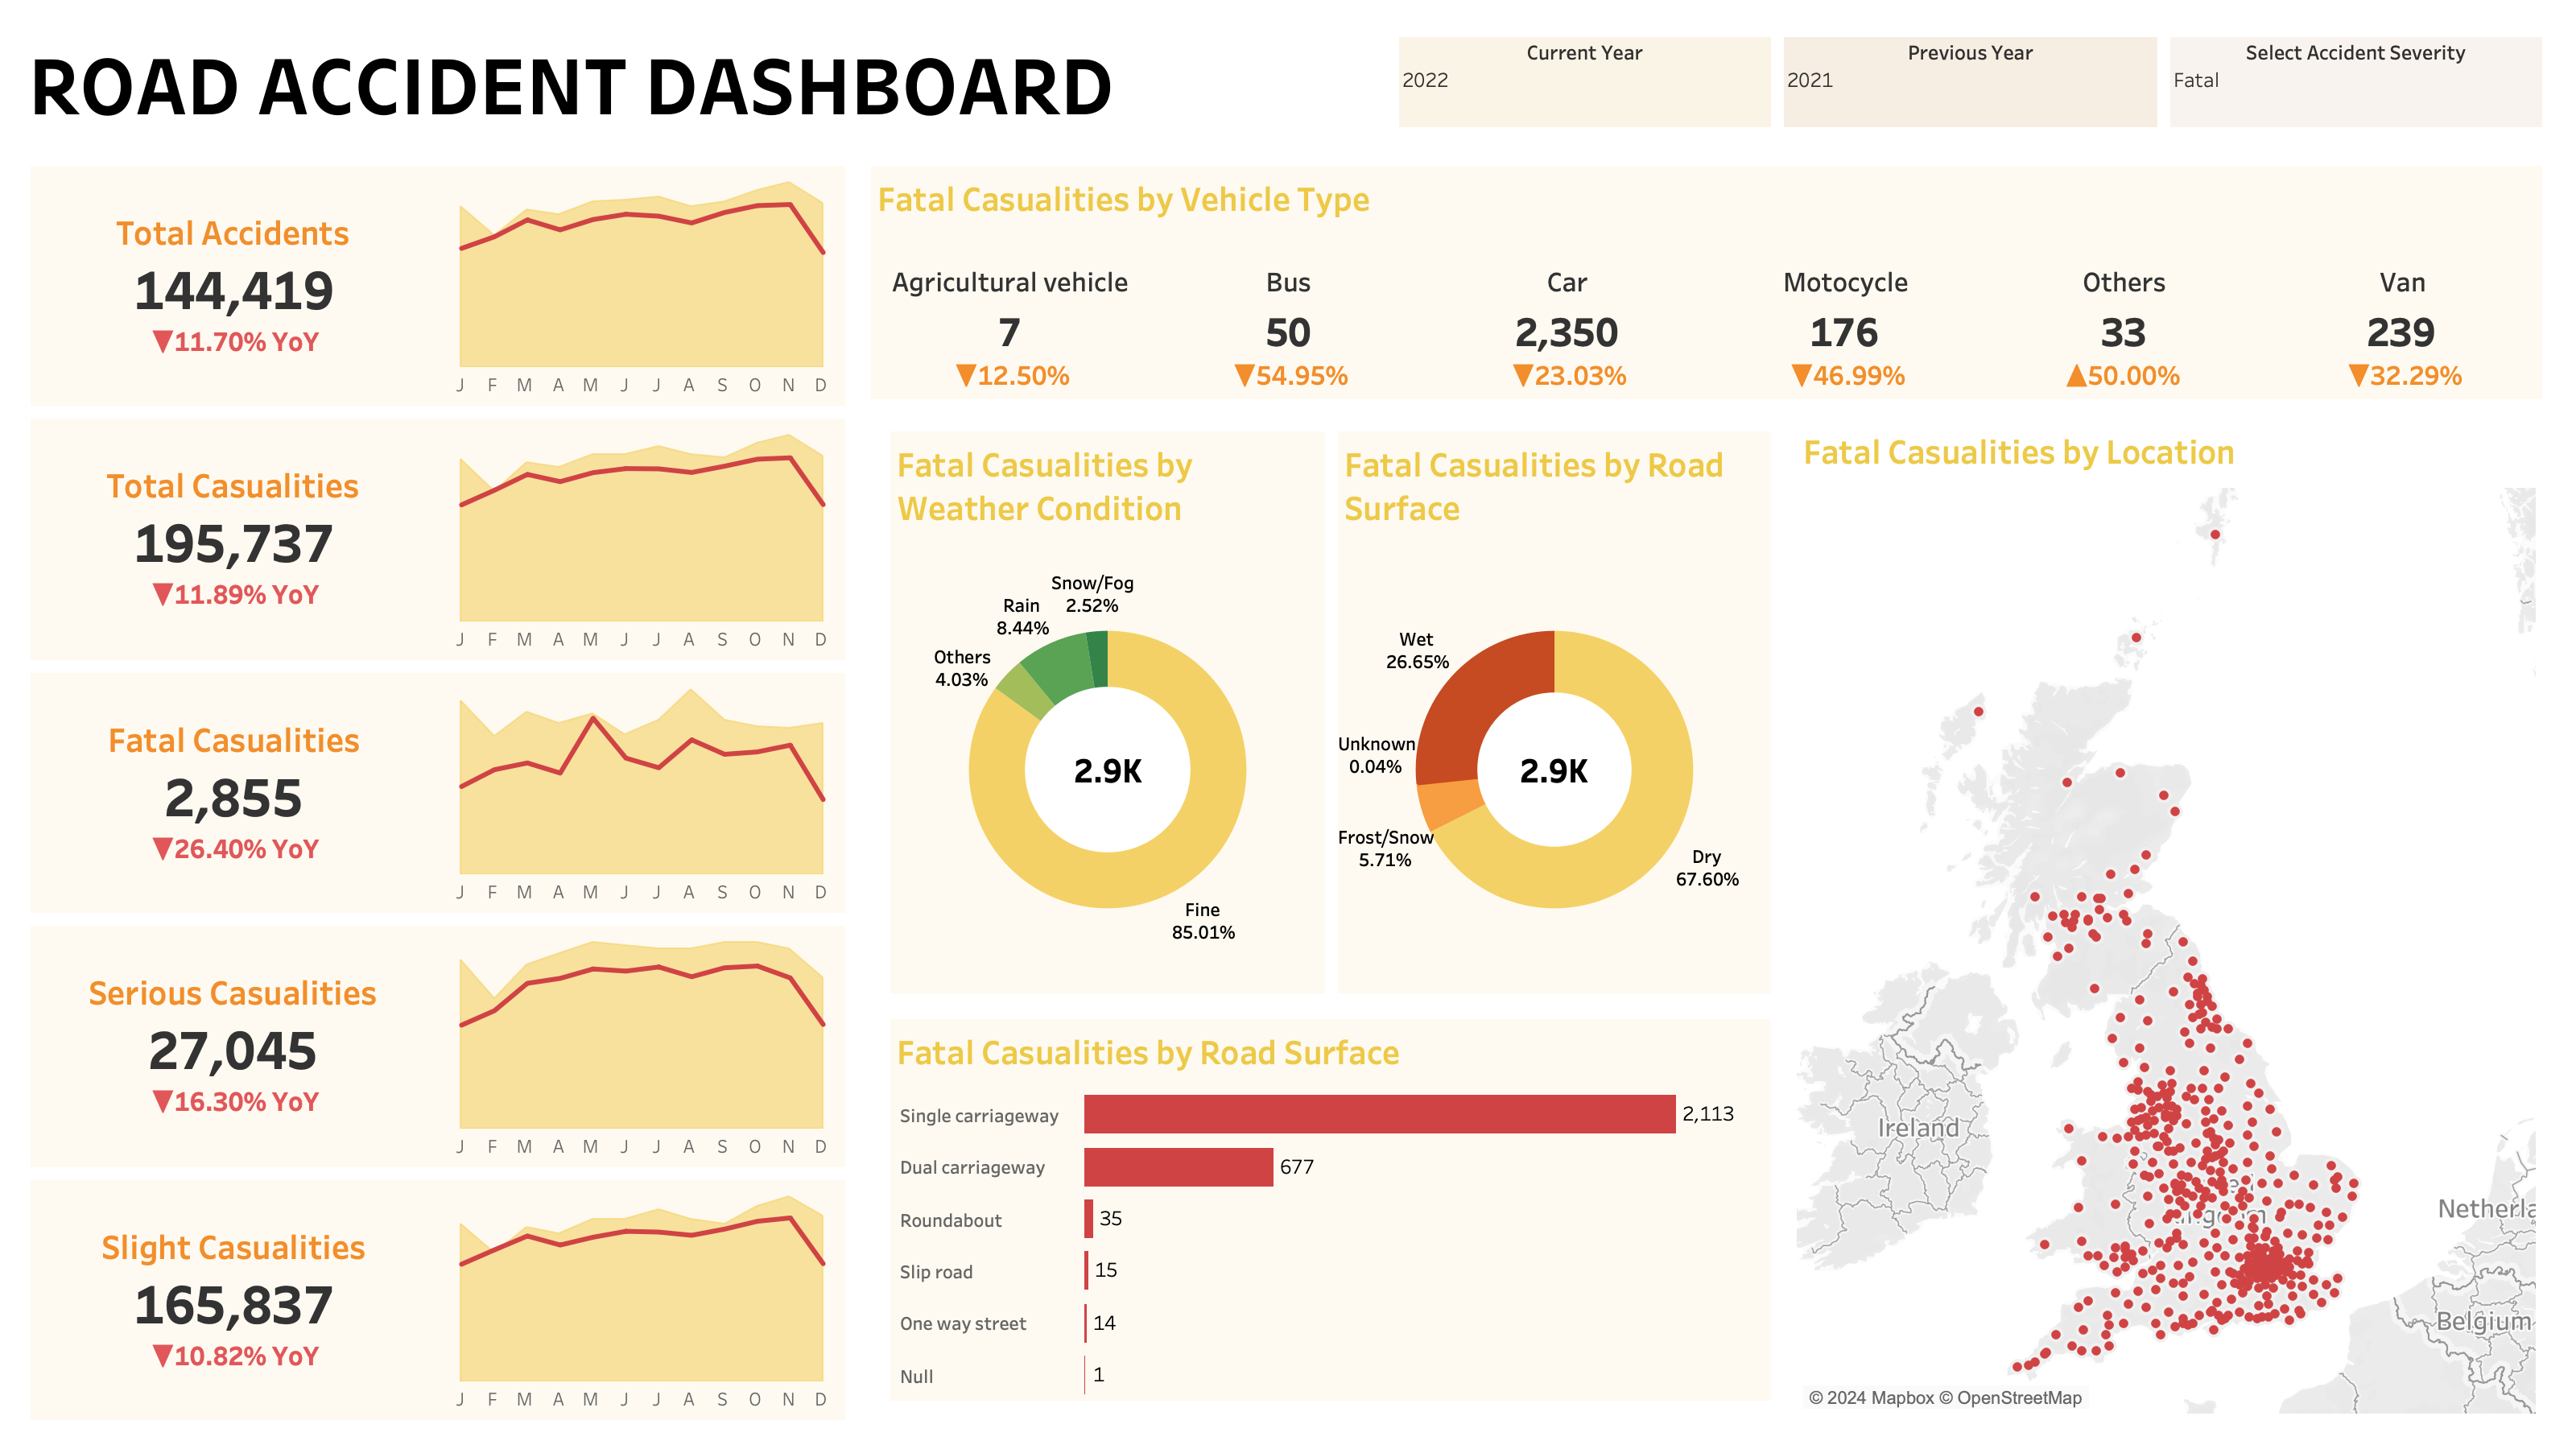 ROAD ACCIDENT DASHBOARD
Current Year
2022
Previous Year
2021
Select Accident Severity
Fatal
Total Accidents
144,419
▼11.70% YoY
J F M A M J J A S O N D
Total Casualities
195,737
▼11.89% YoY
J F M A M J J A S O N D
Fatal Casualities
2,855
▼26.40% YoY
J F M A M J J A S O N D
Serious Casualities
27,045
▼16.30% YoY
J F M A M J J A S O N D
Slight Casualities
165,837
▼10.82% YoY
J F M A M J J A S O N D
Fatal Casualities by Vehicle Type
Agricultural vehicle Bus Car Motocycle Others Van
7 50 2,350 176 33 239
▼12.50% ▼54.95% ▼23.03% ▼46.99% ▲50.00% ▼32.29%
Fatal Casualities by
Weather Condition
Snow/Fog
2.52%
Rain
8.44%
Others
4.03%
2.9K
Fine
85.01%
Fatal Casualities by Road
Surface
Wet
26.65%
Unknown
0.04%
2.9K
Frost/Snow
5.71%
Dry
67.60%
Fatal Casualities by Road Surface
Single carriageway 2,113
Dual carriageway 677
Roundabout 35
Slip road 15
One way street 14
Null 1
Fatal Casualities by Location
Ireland
Netherla
Belgium
© 2024 Mapbox © OpenStreetMap